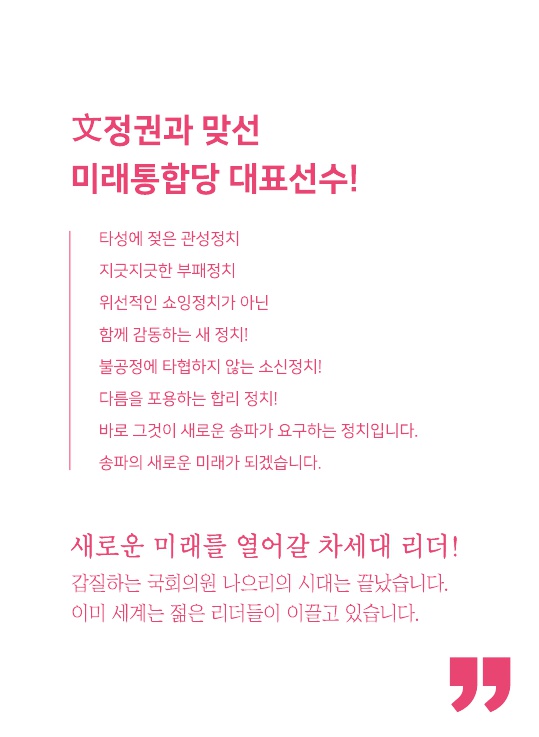 文정권과 맞선
미래통합당 대표선수!
타성에 젖은 관성정치
지긋지긋한 부패정치
위선적인 쇼잉정치가 아닌
함께 감동하는 새 정치!
불공정에 타협하지 않는 소신정치!
다름을 포용하는 합리 정치!
바로 그것이 새로운 송파가 요구하는 정치입니다.
송파의 새로운 미래가 되겠습니다.
새로운 미래를 열어갈 차세대 리더!
갑질하는 국회의원 나으리의 시대는 끝났습니다.
이미 세계는 젊은 리더들이 이끌고 있습니다.
”